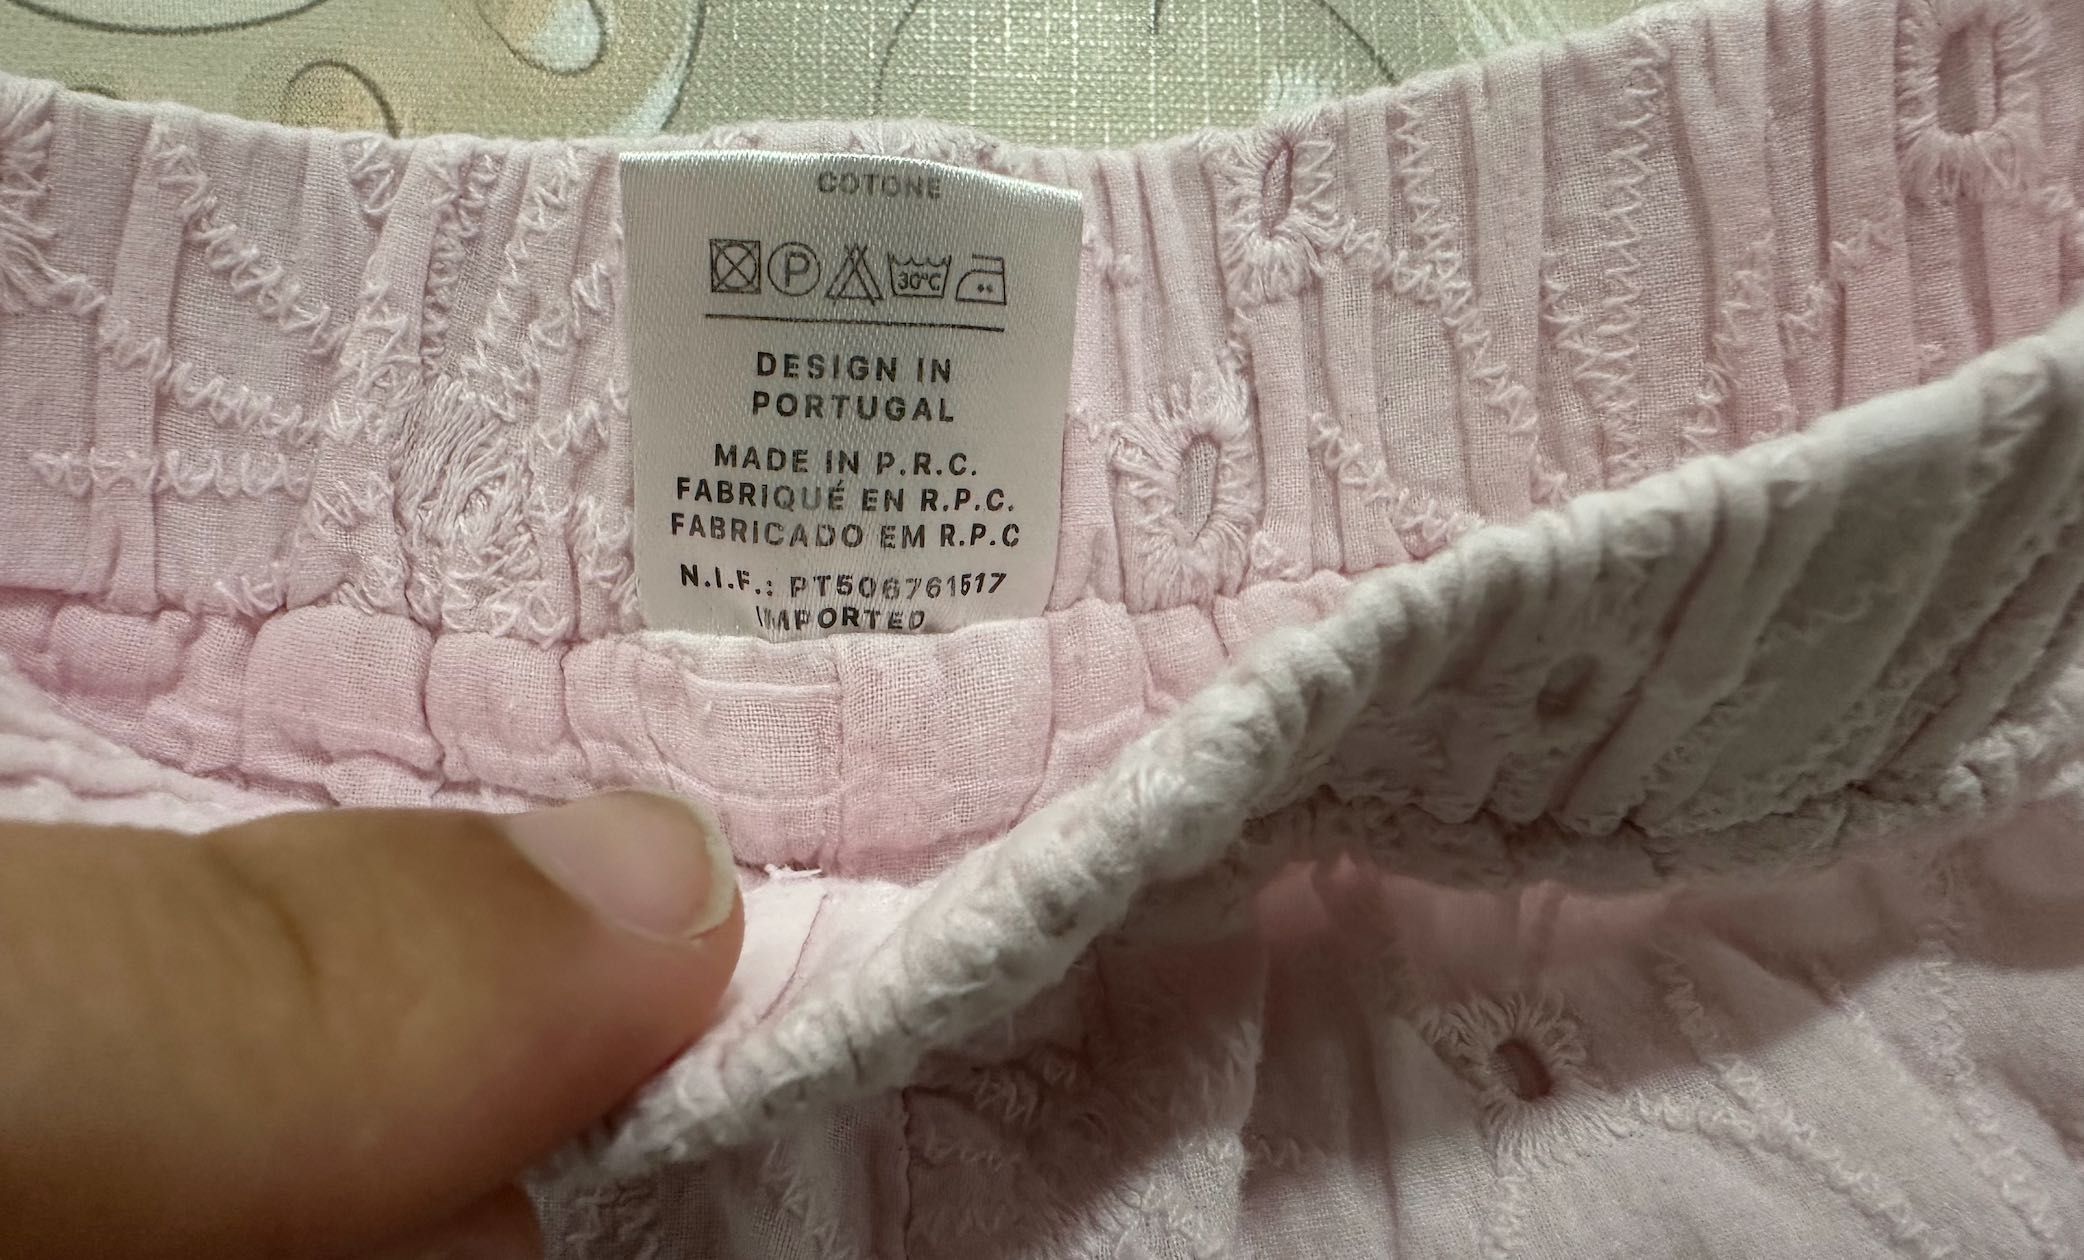 COTONE
P 30°C
DESIGN IN
PORTUGAL
MADE IN P.R.C.
FABRIQUÉ EN R.P.C.
FABRICADO EM R.P.C
N.I.F.: PT506761517
IMPORTED